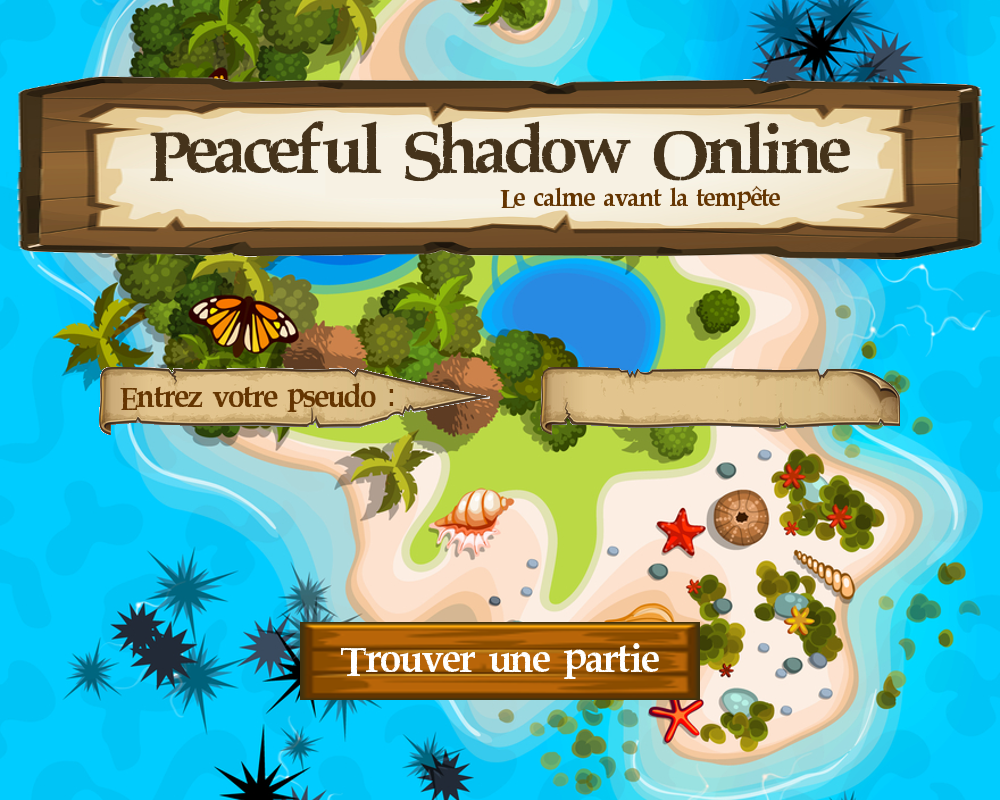 Peaceful Shadow Online
Le calme avant la tempête
Entrez votre pseudo :
Trouver une partie